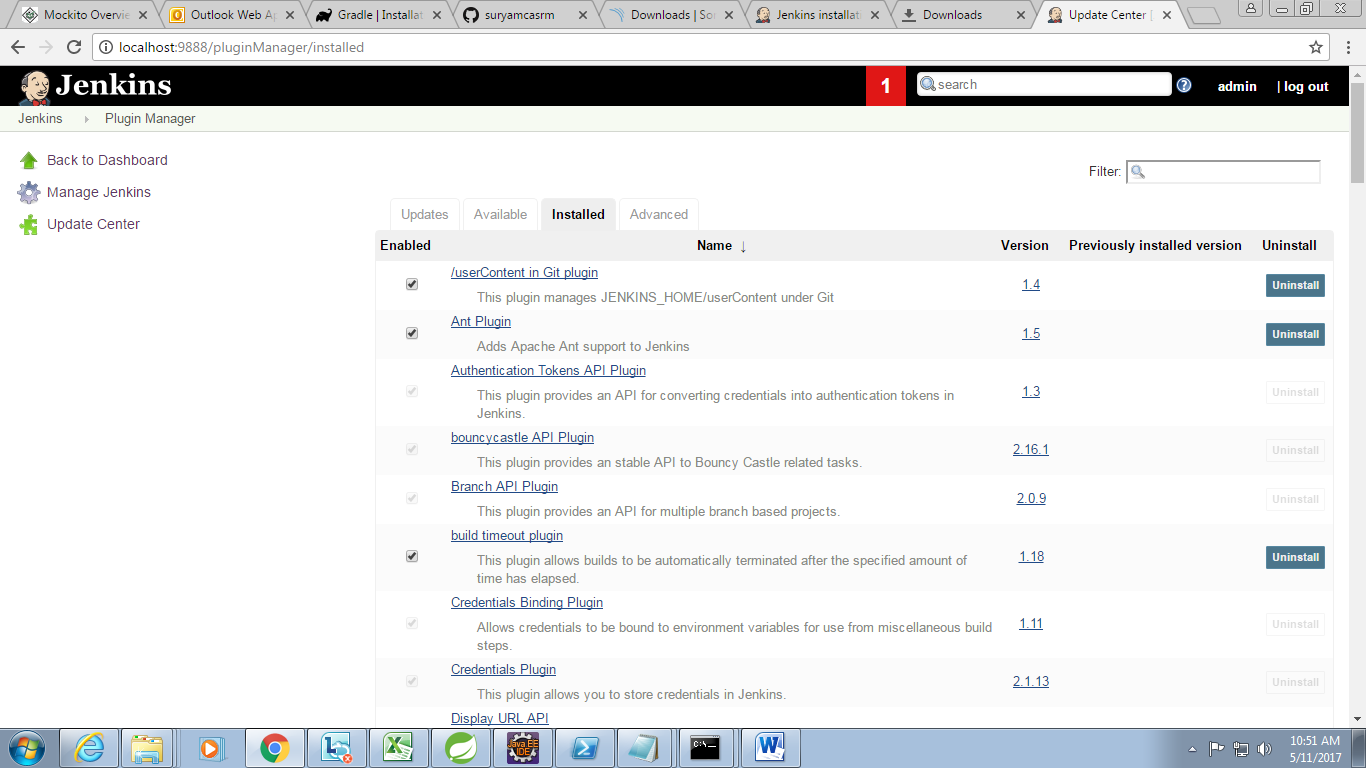 Mockito Overvie
Outlook Web Ap
Gradle | Installat
suryamcasrm
Downloads | So
Jenkins installat
Downloads
Update Center [
localhost:9888/pluginManager/installed
Jenkins
1
search
admin
| log out
Jenkins
Plugin Manager
Back to Dashboard
Manage Jenkins
Update Center
Filter:
Updates
Available
Installed
Advanced
Enabled
Name ↓
Version
Previously installed version
Uninstall
/userContent in Git plugin
This plugin manages JENKINS_HOME/userContent under Git
1.4
Uninstall
Ant Plugin
Adds Apache Ant support to Jenkins
1.5
Uninstall
Authentication Tokens API Plugin
This plugin provides an API for converting credentials into authentication tokens in
Jenkins.
1.3
Uninstall
bouncycastle API Plugin
This plugin provides an stable API to Bouncy Castle related tasks.
2.16.1
Uninstall
Branch API Plugin
This plugin provides an API for multiple branch based projects.
2.0.9
Uninstall
build timeout plugin
This plugin allows builds to be automatically terminated after the specified amount of
time has elapsed.
1.18
Uninstall
Credentials Binding Plugin
Allows credentials to be bound to environment variables for use from miscellaneous build
steps.
1.11
Uninstall
Credentials Plugin
This plugin allows you to store credentials in Jenkins.
2.1.13
Uninstall
Display URL API
Java EE
IDE
C:\_
10:51 AM
5/11/2017